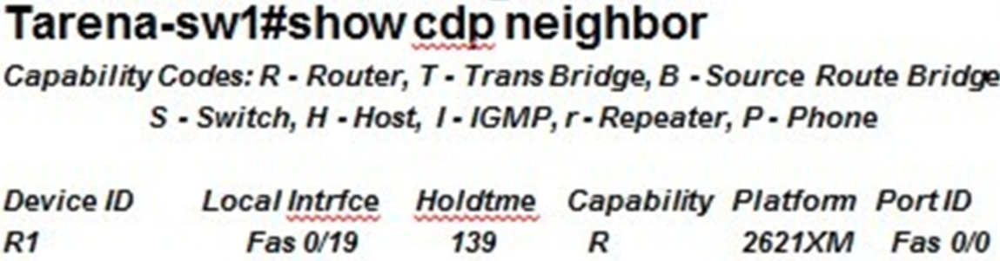 Tarena-sw1#show cdp neighbor
Capability Codes: R - Router, T - Trans Bridge, B - Source Route Bridge
S - Switch, H - Host, I - IGMP, r - Repeater, P - Phone
Device ID Local Intrfce Holdtme Capability Platform Port ID
R1 Fas 0/19 139 R 2621XM Fas 0/0